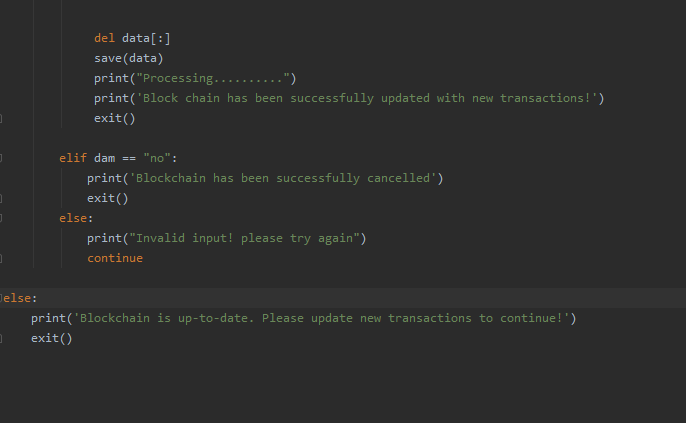 del data[:]
save(data)
print("Processing..........")
print('Block chain has been successfully updated with new transactions!')
exit()
elif dam == "no":
print('Blockchain has been successfully cancelled')
exit()
else:
print("Invalid input! please try again")
continue
else:
print('Blockchain is up-to-date. Please update new transactions to continue!')
exit()